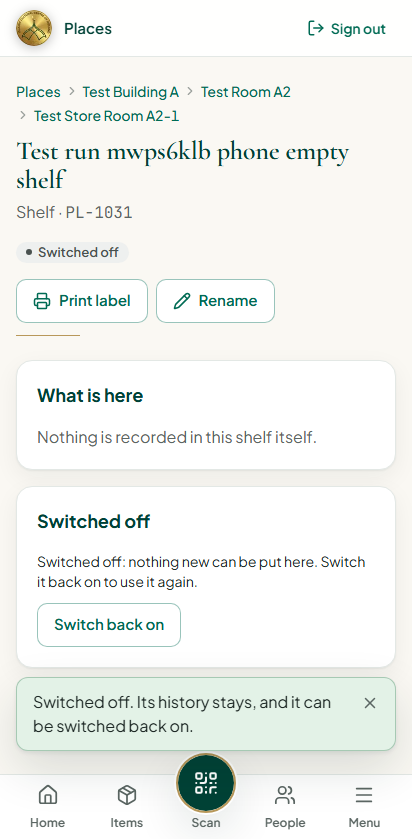 Places
Sign out
Places > Test Building A > Test Room A2
> Test Store Room A2-1
Test run mwps6klb phone empty
shelf
Shelf · PL-1031
Switched off
Print label
Rename
What is here
Nothing is recorded in this shelf itself.
Switched off
Switched off: nothing new can be put here. Switch
it back on to use it again.
Switch back on
Switched off. Its history stays, and it can
be switched back on.
Home
Items
Scan
People
Menu